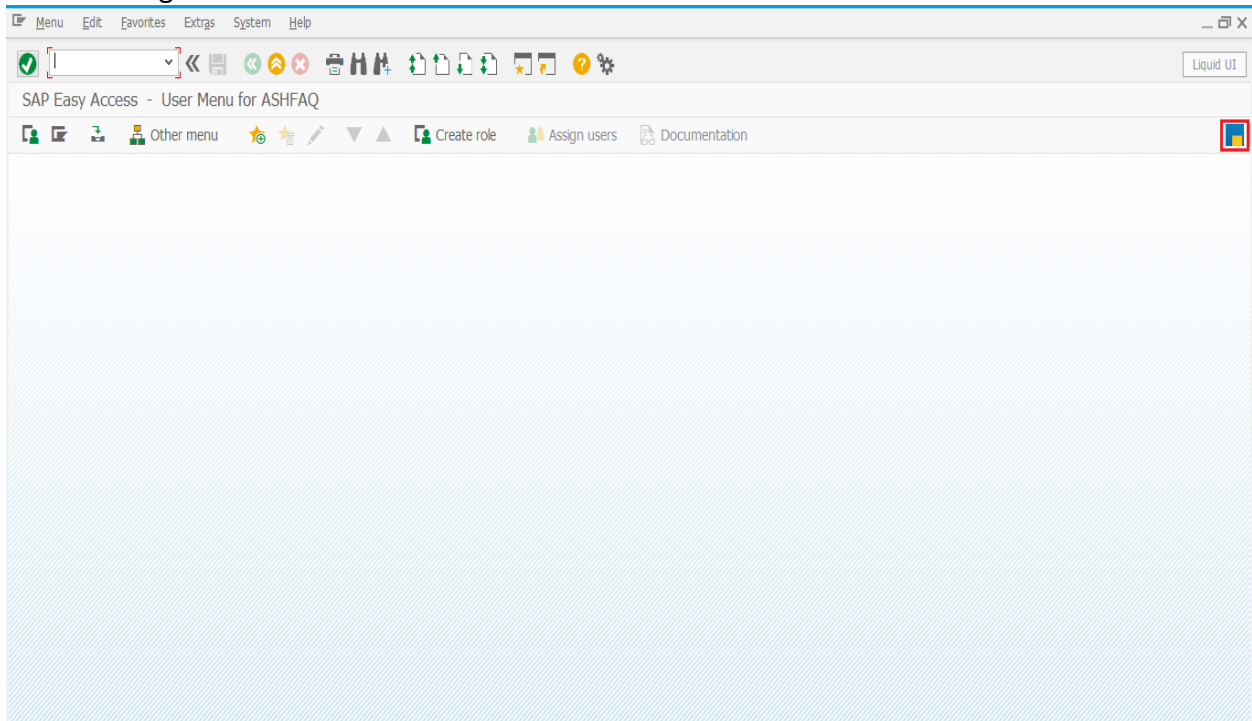 Menu Edit Favorites Extras System Help
Liquid UI
SAP Easy Access - User Menu for ASHFAQ
Other menu Create role Assign users Documentation